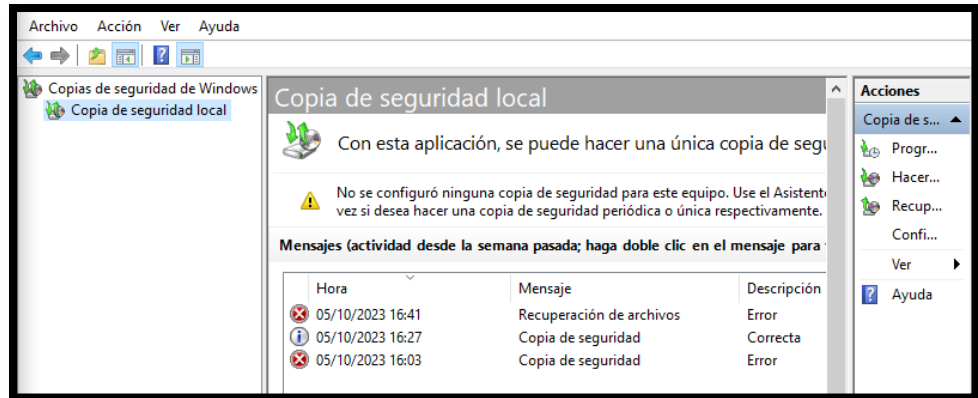 Archivo Acción Ver Ayuda
Copias de seguridad de Windows
Copia de seguridad local
Copia de seguridad local
Con esta aplicación, se puede hacer una única copia de segu
No se configuró ninguna copia de seguridad para este equipo. Use el Asistente
vez si desea hacer una copia de seguridad periódica o única respectivamente.
Mensajes (actividad desde la semana pasada; haga doble clic en el mensaje para
Hora Mensaje Descripción
05/10/2023 16:41 Recuperación de archivos Error
05/10/2023 16:27 Copia de seguridad Correcta
05/10/2023 16:03 Copia de seguridad Error
Acciones
Copia de s...
Progr...
Hacer...
Recup...
Confi...
Ver
Ayuda